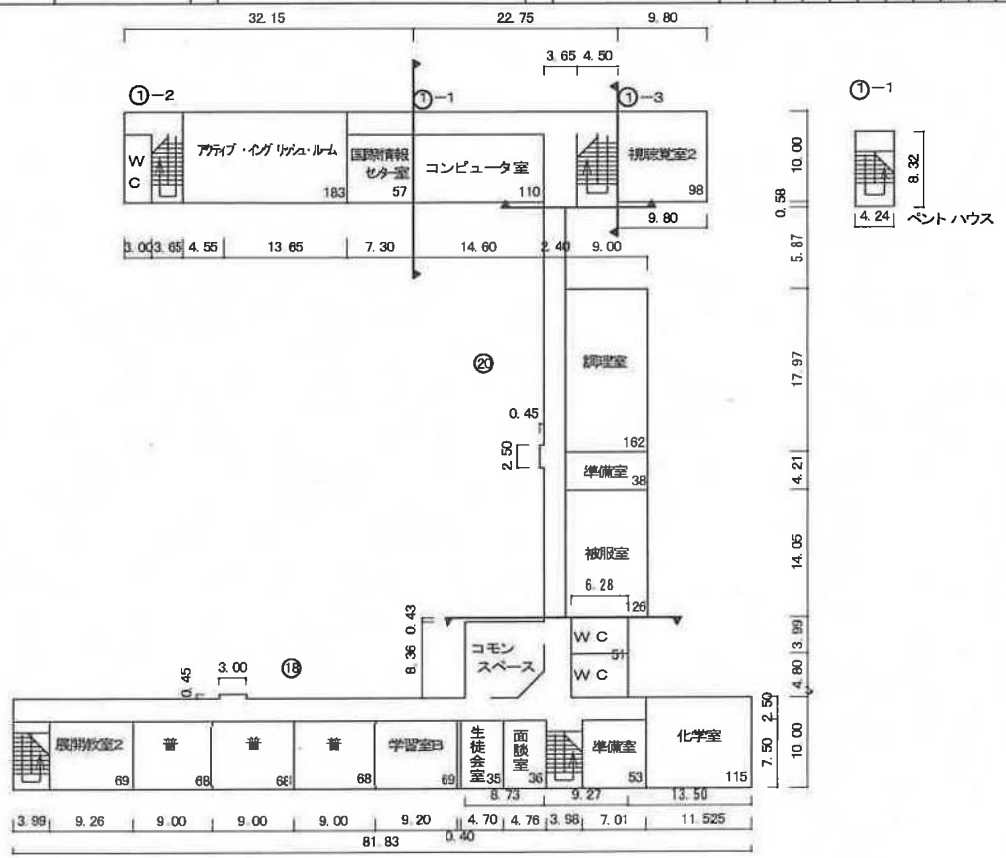 32.15 22.75 9.80
3.65 4.50
①-2 ①-1 ①-3 ①-1
WC
アクティブ・イングリッシュ・ルーム
183
国際情報
センター室
57
コンピュータ室
110
視聴覚室2
98
10.00
8.32
4.24 ペントハウス
0.58
9.80
3.00 3.65 4.55 13.65 7.30 14.60 2.40 9.00
5.87
調理室
162
17.97
⑳
0.45
2.50
準備室
38
4.21
被服室
6.28
126
14.05
0.43
8.36
コモン
スペース
WC
51
WC
3.99
4.80
0.45
3.00
⑱
展開教室2
69
普
68
普
68
普
68
学習室B
69
生徒会室
35
面談室
36
準備室
53
化学室
115
2.50
7.50
10.00
8.73 9.27 13.50
3.99 9.26 9.00 9.00 9.00 9.20 4.70 4.76 3.98 7.01 11.525
0.40
81.83